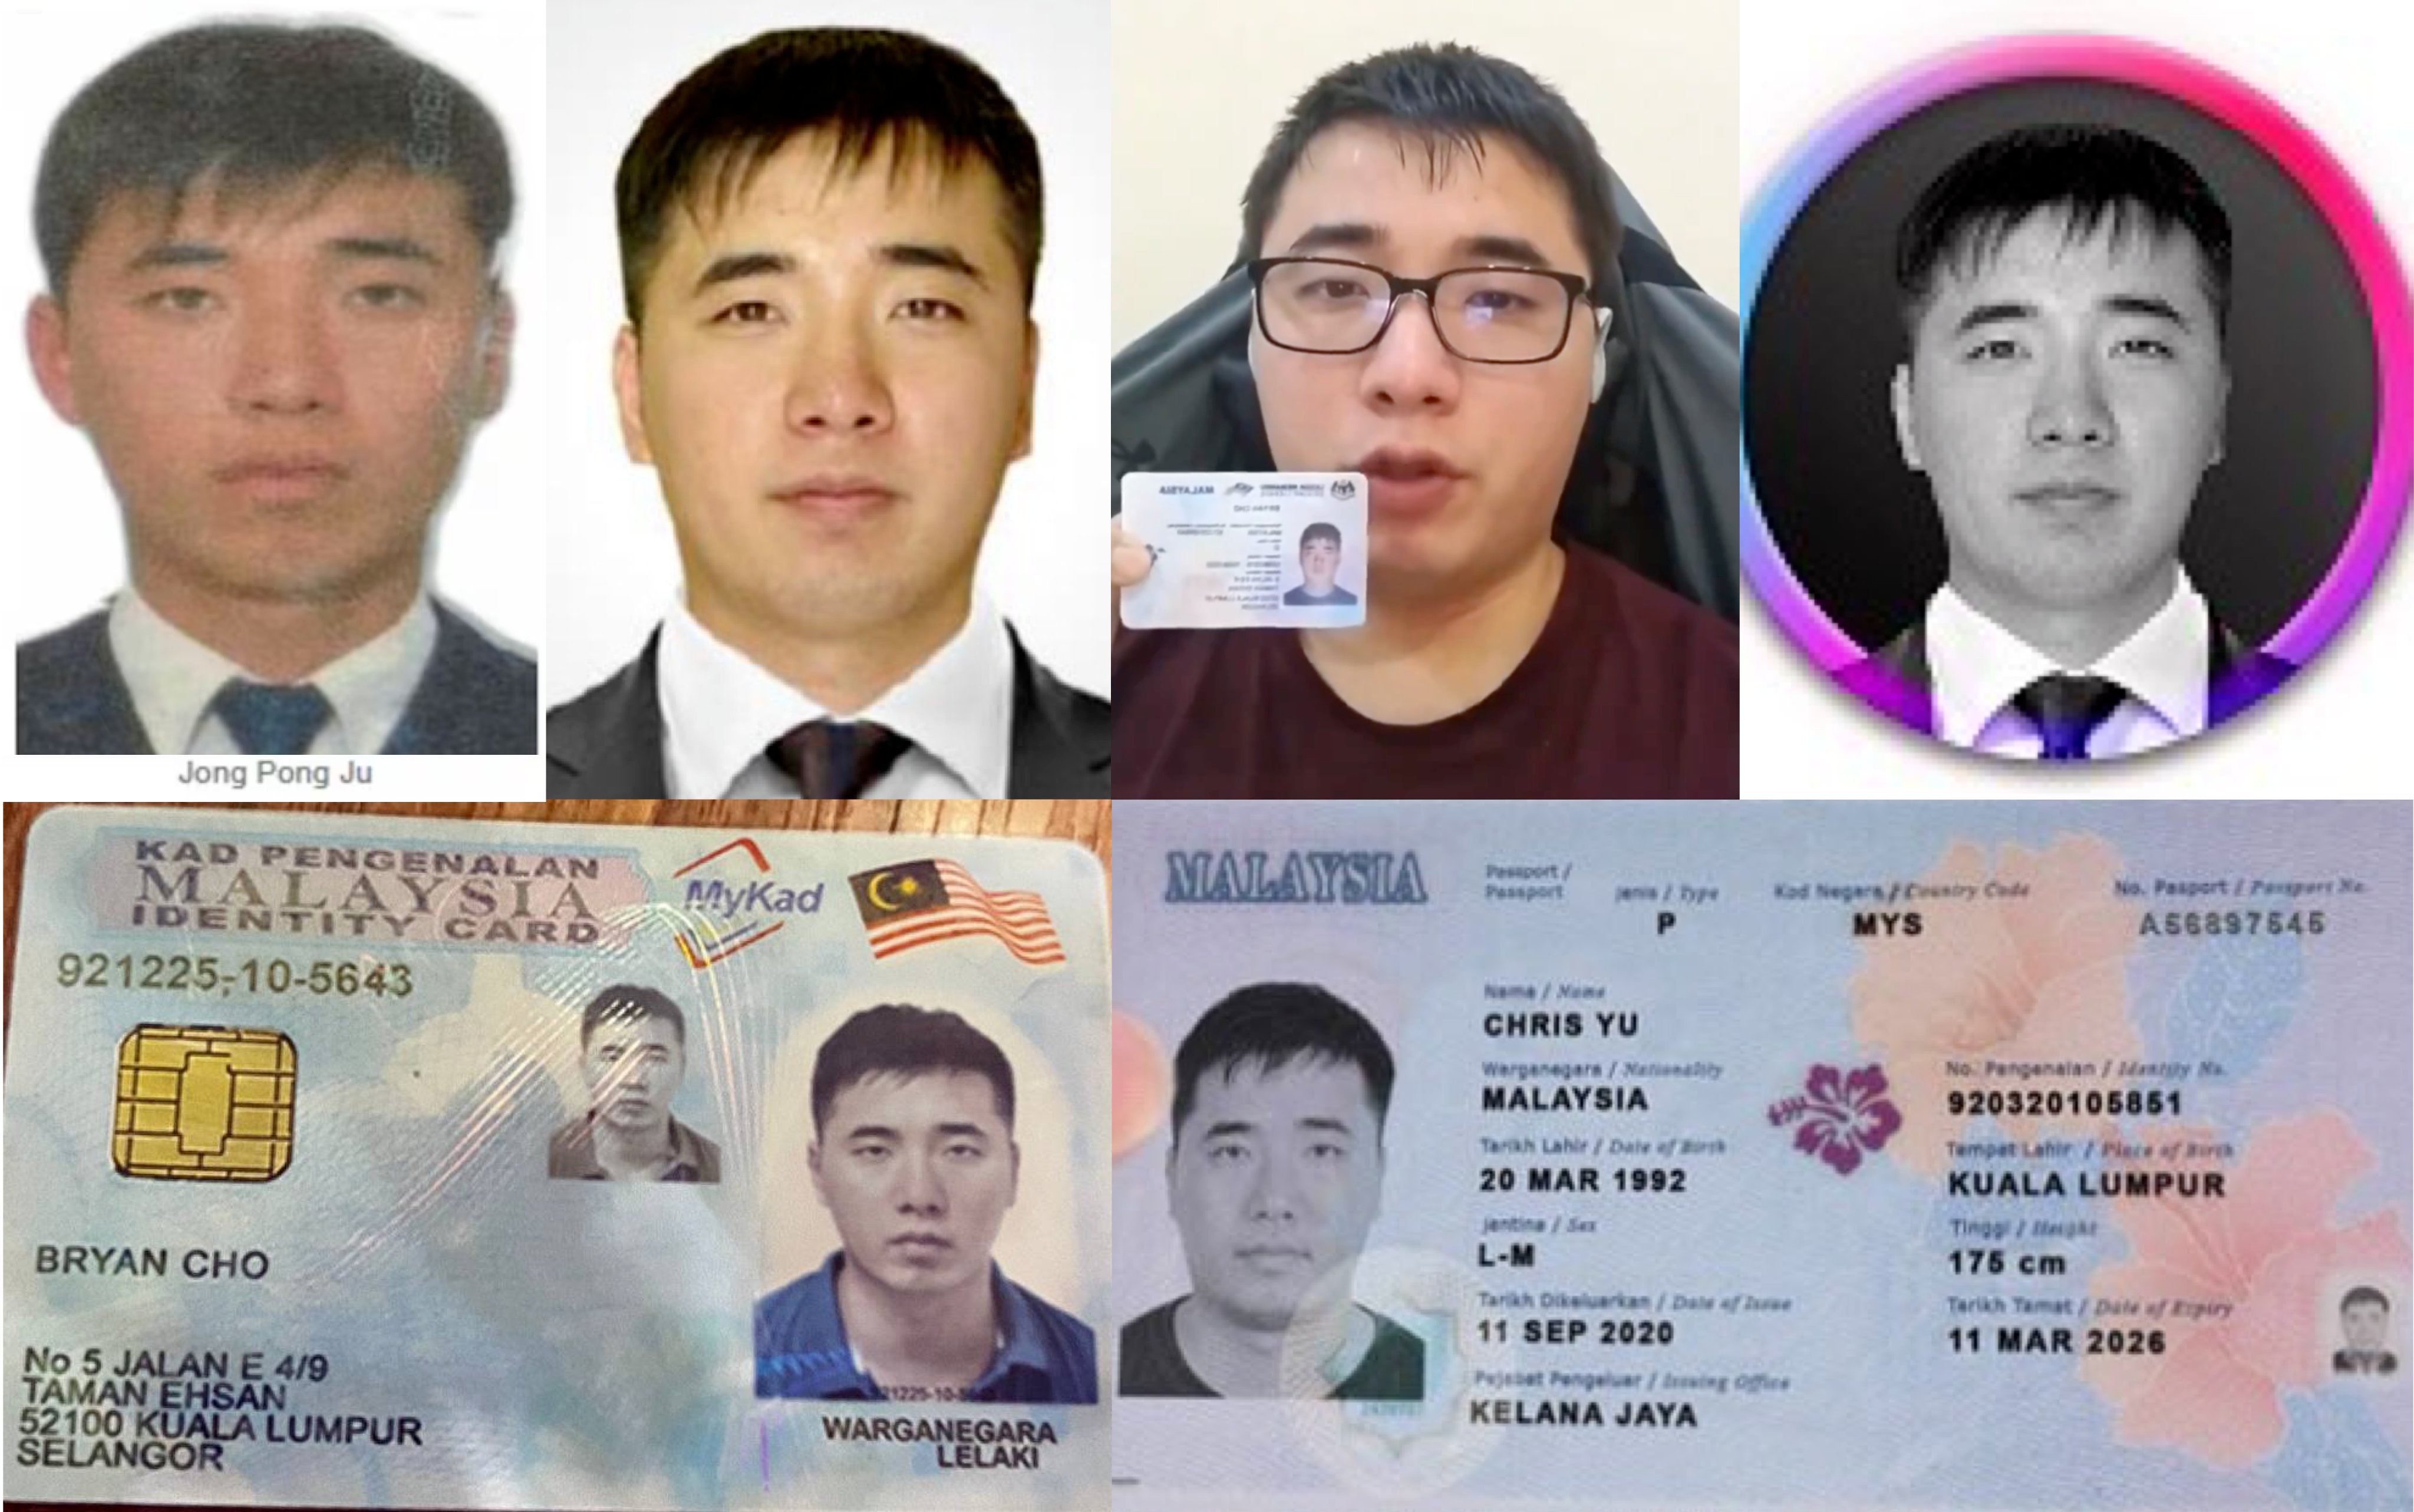 Jong Pong Ju
MALAYSIA
BRYAN CHO
KAD PENGENALAN
MALAYSIA
IDENTITY CARD
MyKad
921225-10-5643
BRYAN CHO
No 5 JALAN E 4/9
TAMAN EHSAN
52100 KUALA LUMPUR
SELANGOR
WARGANEGARA
LELAKI
MALAYSIA
Passport /
Passport
Jenis / Type
P
Kod Negara / Country Code
MYS
No. Pasport / Passport No.
A56897545
Nama / Name
CHRIS YU
Warganegara / Nationality
MALAYSIA
No. Pengenalan / Identity No.
920320105851
Tarikh Lahir / Date of Birth
20 MAR 1992
Tempat Lahir / Place of Birth
KUALA LUMPUR
Jantina / Sex
L-M
Tinggi / Height
175 cm
Tarikh Dikeluarkan / Date of Issue
11 SEP 2020
Tarikh Tamat / Date of Expiry
11 MAR 2026
Pejabat Pengeluar / Issuing Office
KELANA JAYA